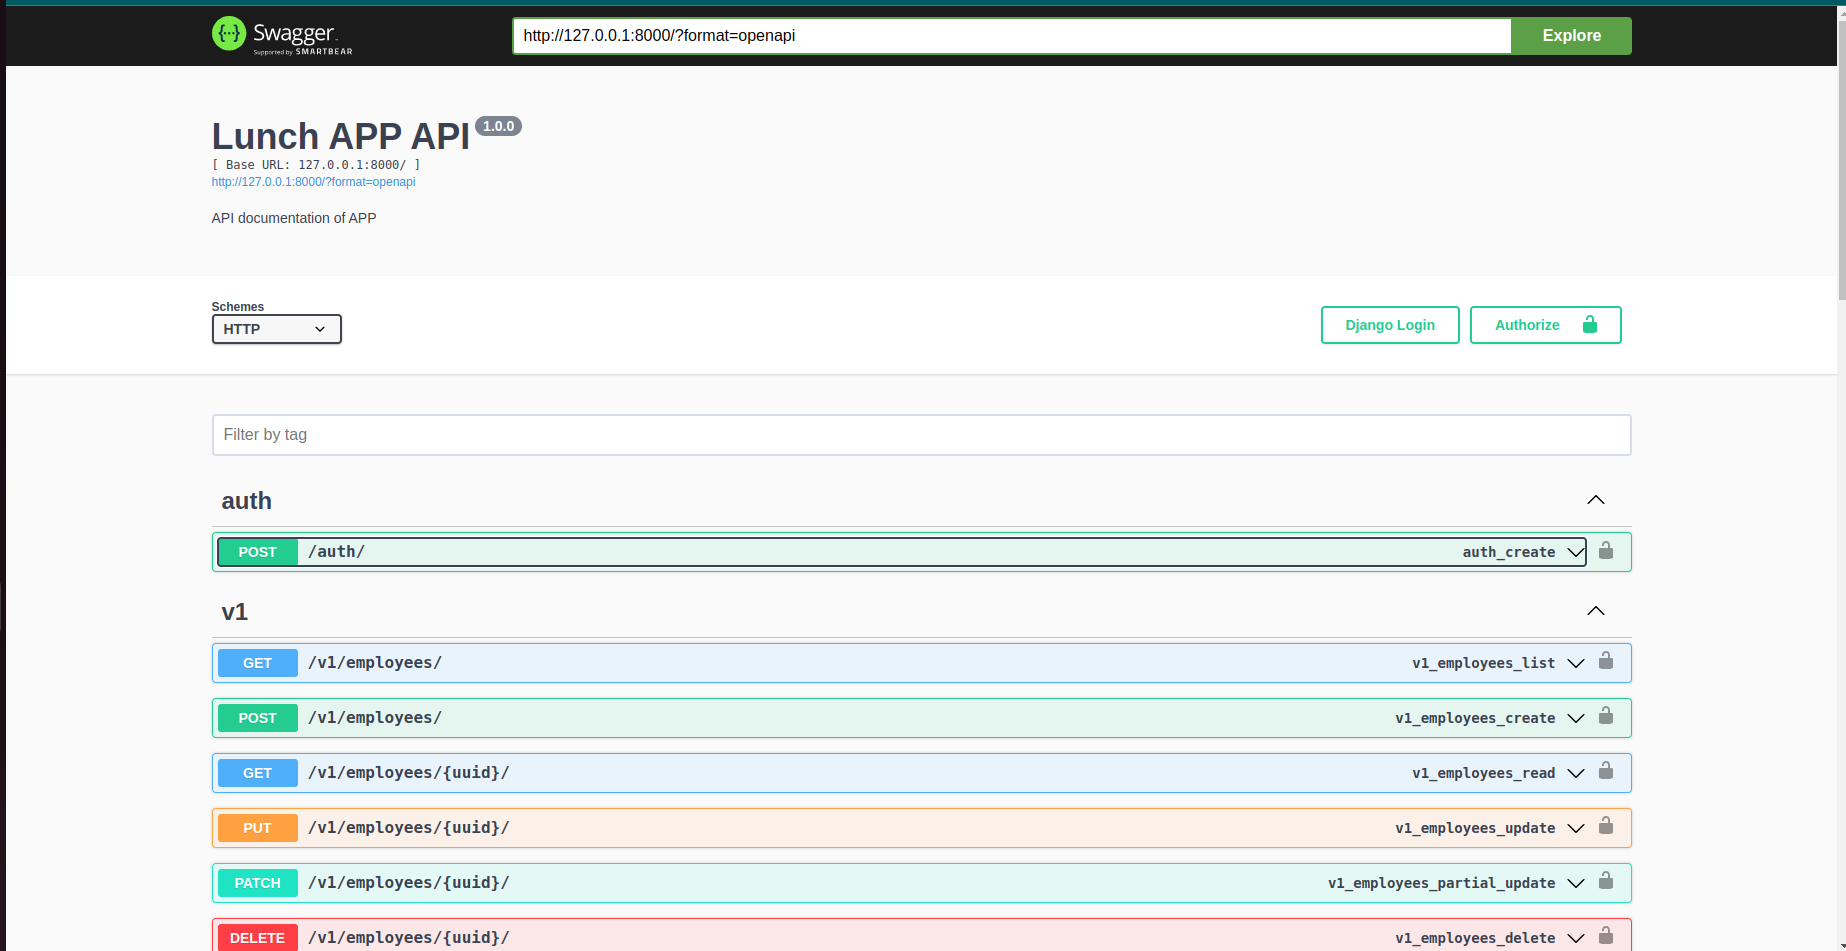 {···} Swagger™
Supported by SMARTBEAR
http://127.0.0.1:8000/?format=openapi
Explore
Lunch APP API 1.0.0
[ Base URL: 127.0.0.1:8000/ ]
http://127.0.0.1:8000/?format=openapi
API documentation of APP
Schemes
HTTP
Django Login
Authorize
Filter by tag
auth
POST /auth/ auth_create
v1
GET /v1/employees/ v1_employees_list
POST /v1/employees/ v1_employees_create
GET /v1/employees/{uuid}/ v1_employees_read
PUT /v1/employees/{uuid}/ v1_employees_update
PATCH /v1/employees/{uuid}/ v1_employees_partial_update
DELETE /v1/employees/{uuid}/ v1_employees_delete